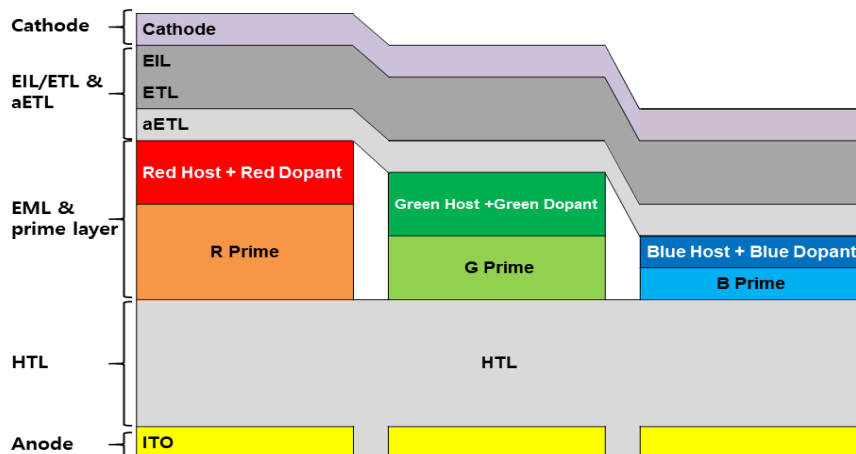 Cathode
Cathode
EIL/ETL &
aETL
EIL
ETL
aETL
Red Host + Red Dopant
Green Host +Green Dopant
Blue Host + Blue Dopant
EML &
prime layer
R Prime
G Prime
B Prime
HTL
HTL
Anode
ITO